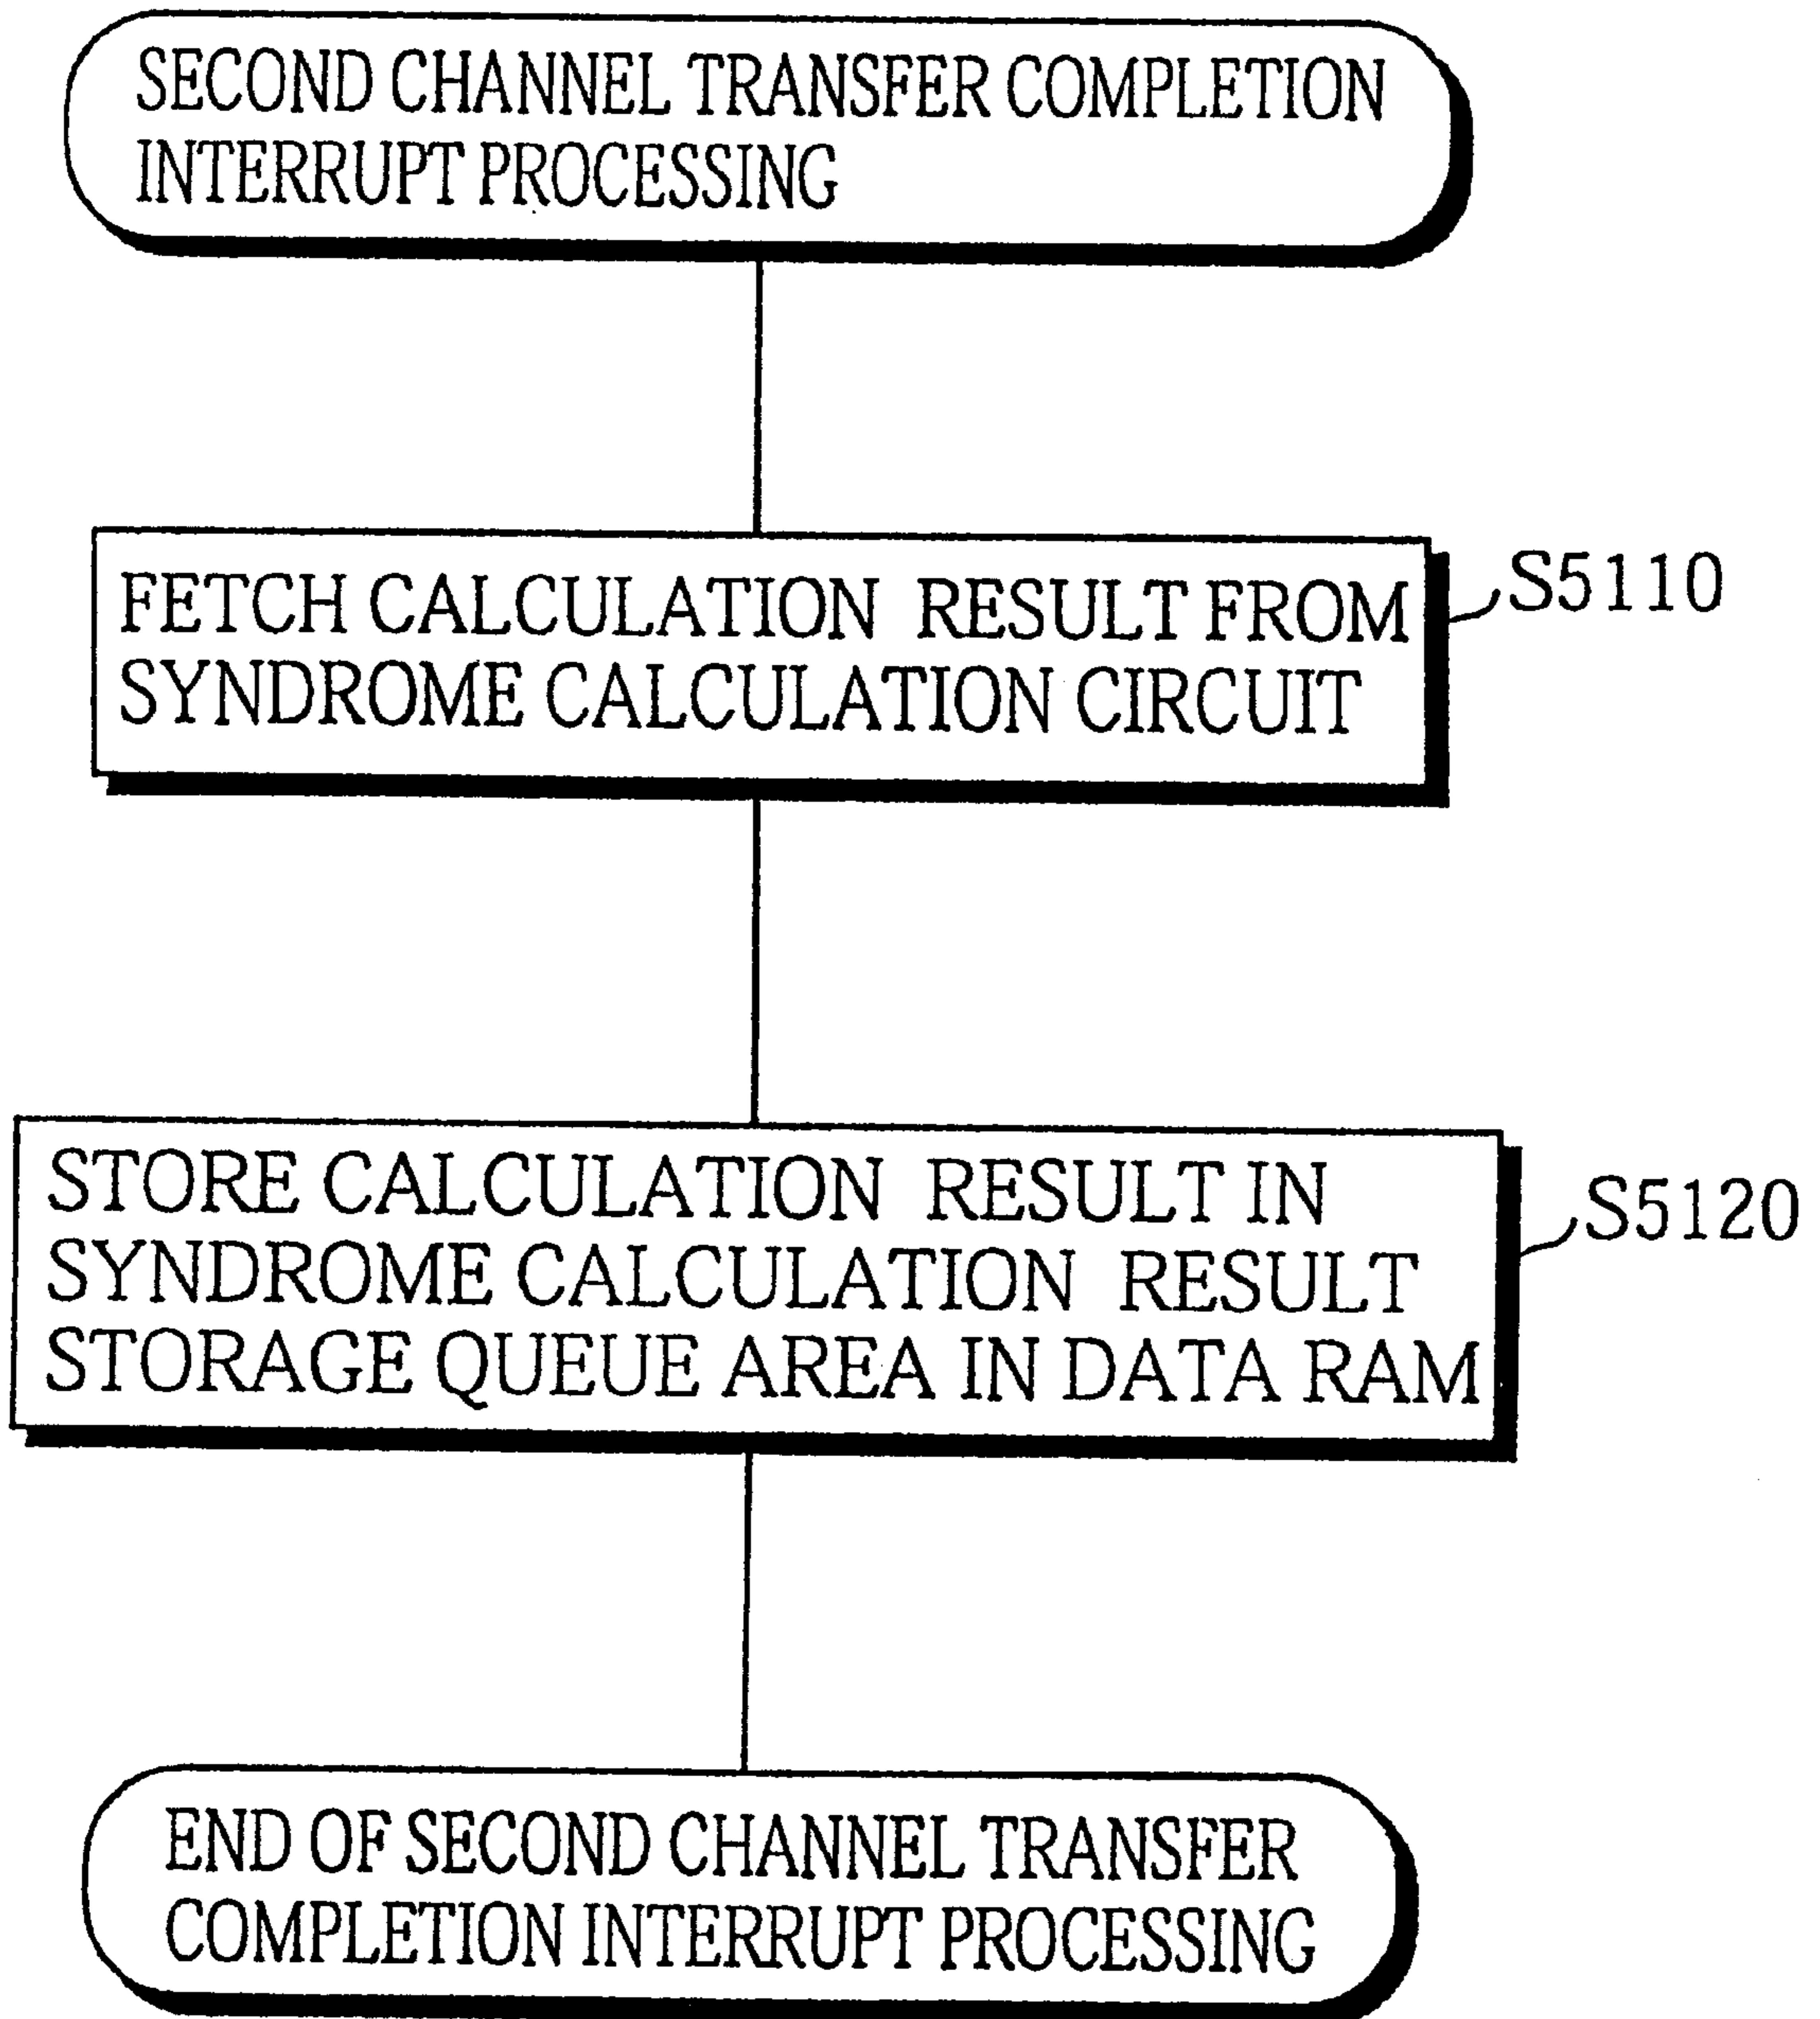 SECOND CHANNEL TRANSFER COMPLETION
INTERRUPT PROCESSING
FETCH CALCULATION RESULT FROM
SYNDROME CALCULATION CIRCUIT
S5110
STORE CALCULATION RESULT IN
SYNDROME CALCULATION RESULT
STORAGE QUEUE AREA IN DATA RAM
S5120
END OF SECOND CHANNEL TRANSFER
COMPLETION INTERRUPT PROCESSING